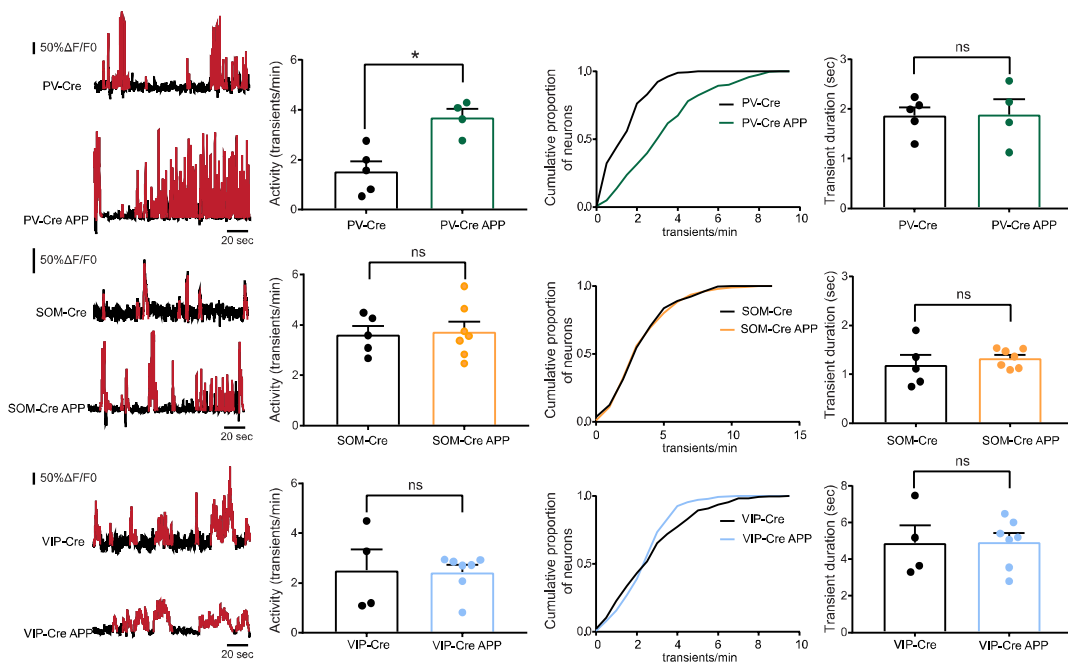 50%ΔF/F0
PV-Cre
PV-Cre APP
20 sec
Activity (transients/min)
6
4
2
0
*
PV-Cre
PV-Cre APP
Cumulative proportion
of neurons
1.0
0.5
0.0
PV-Cre
PV-Cre APP
0
2
4
6
8
10
transients/min
Transient duration (sec)
3
2
1
0
ns
PV-Cre
PV-Cre APP
50%ΔF/F0
SOM-Cre
SOM-Cre APP
20 sec
Activity (transients/min)
6
4
2
0
ns
SOM-Cre
SOM-Cre APP
Cumulative proportion
of neurons
1.0
0.5
0.0
SOM-Cre
SOM-Cre APP
0
5
10
15
transients/min
Transient duration (sec)
3
2
1
0
ns
SOM-Cre
SOM-Cre APP
50%ΔF/F0
VIP-Cre
VIP-Cre APP
20 sec
Activity (transients/min)
6
4
2
0
ns
VIP-Cre
VIP-Cre APP
Cumulative proportion
of neurons
1.0
0.5
0.0
VIP-Cre
VIP-Cre APP
0
2
4
6
8
10
transients/min
Transient duration (sec)
8
6
4
2
0
ns
VIP-Cre
VIP-Cre APP